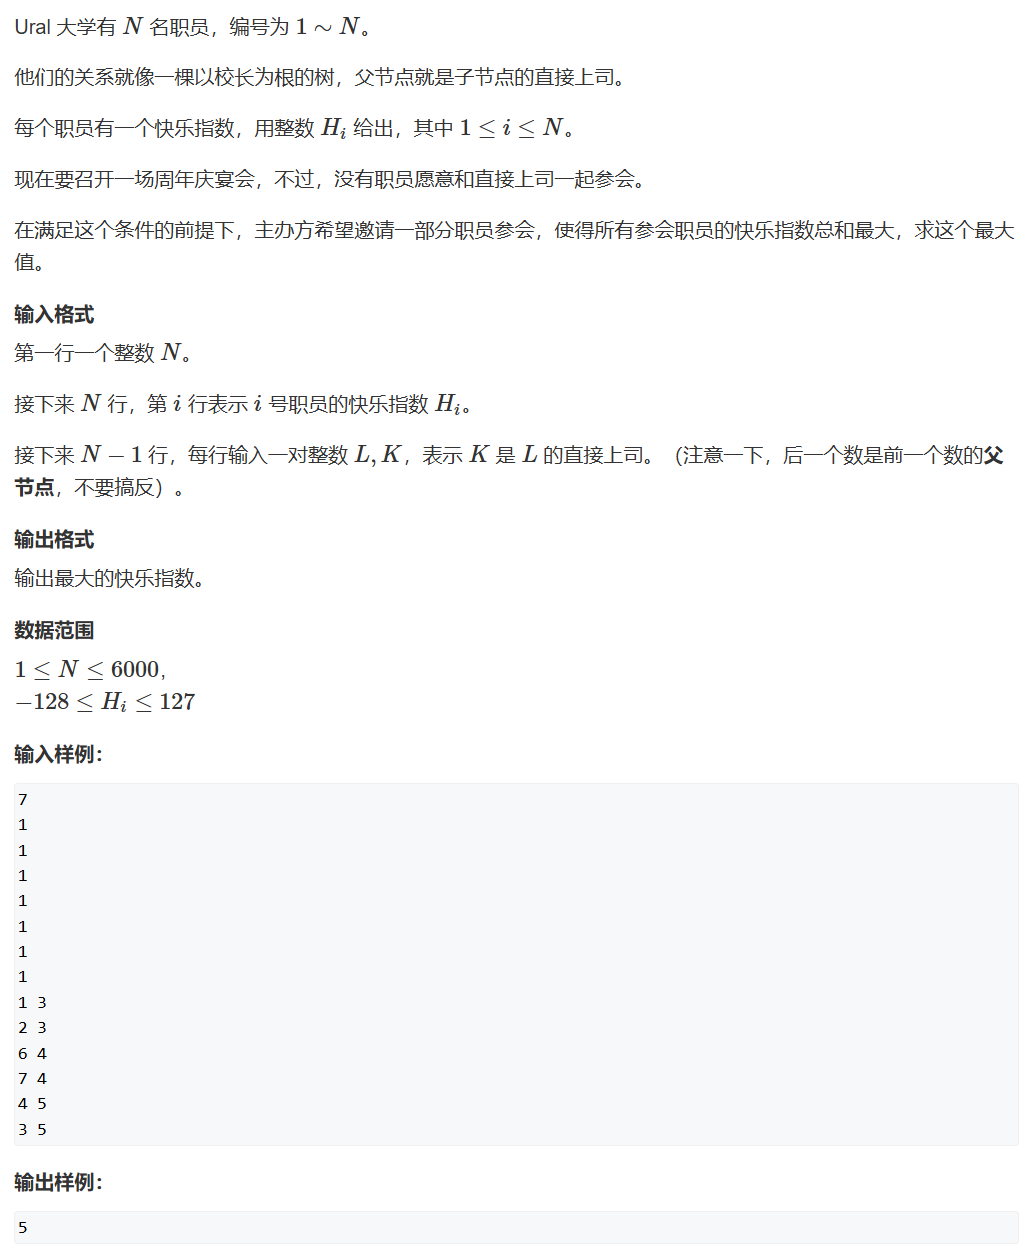 Ural 大学有 N 名职员，编号为 1 ∼ N。
他们的关系就像一棵以校长为根的树，父节点就是子节点的直接上司。
每个职员有一个快乐指数，用整数 H_i 给出，其中 1 ≤ i ≤ N。
现在要召开一场周年庆宴会，不过，没有职员愿意和直接上司一起参会。
在满足这个条件的前提下，主办方希望邀请一部分职员参会，使得所有参会职员的快乐指数总和最大，求这个最大
值。
输入格式
第一行一个整数 N。
接下来 N 行，第 i 行表示 i 号职员的快乐指数 H_i。
接下来 N − 1 行，每行输入一对整数 L, K，表示 K 是 L 的直接上司。（注意一下，后一个数是前一个数的父
节点，不要搞反）。
输出格式
输出最大的快乐指数。
数据范围
1 ≤ N ≤ 6000,
−128 ≤ H_i ≤ 127
输入样例：
7
1
1
1
1
1
1
1
1 3
2 3
6 4
7 4
4 5
3 5
输出样例：
5